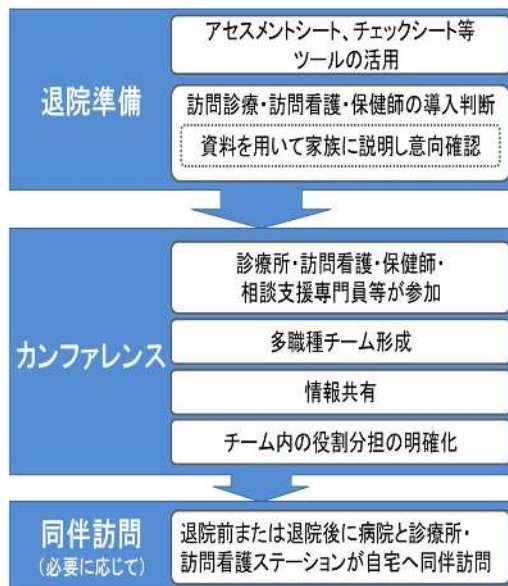 退院準備
アセスメントシート、チェックシート等
ツールの活用
訪問診療・訪問看護・保健師の導入判断
資料を用いて家族に説明し意向確認
カンファレンス
診療所・訪問看護・保健師・
相談支援専門員等が参加
多職種チーム形成
情報共有
チーム内の役割分担の明確化
同伴訪問
(必要に応じて)
退院前または退院後に病院と診療所・
訪問看護ステーションが自宅へ同伴訪問